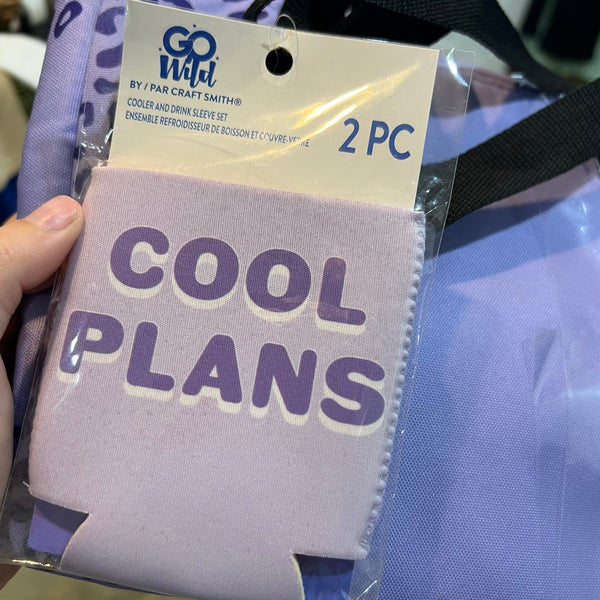 GO
Wild
BY / PAR CRAFT SMITH®
COOLER AND DRINK SLEEVE SET
ENSEMBLE REFROIDISSEUR DE BOISSON ET COUVRE-VERRE
2 PC
COOL
PLANS